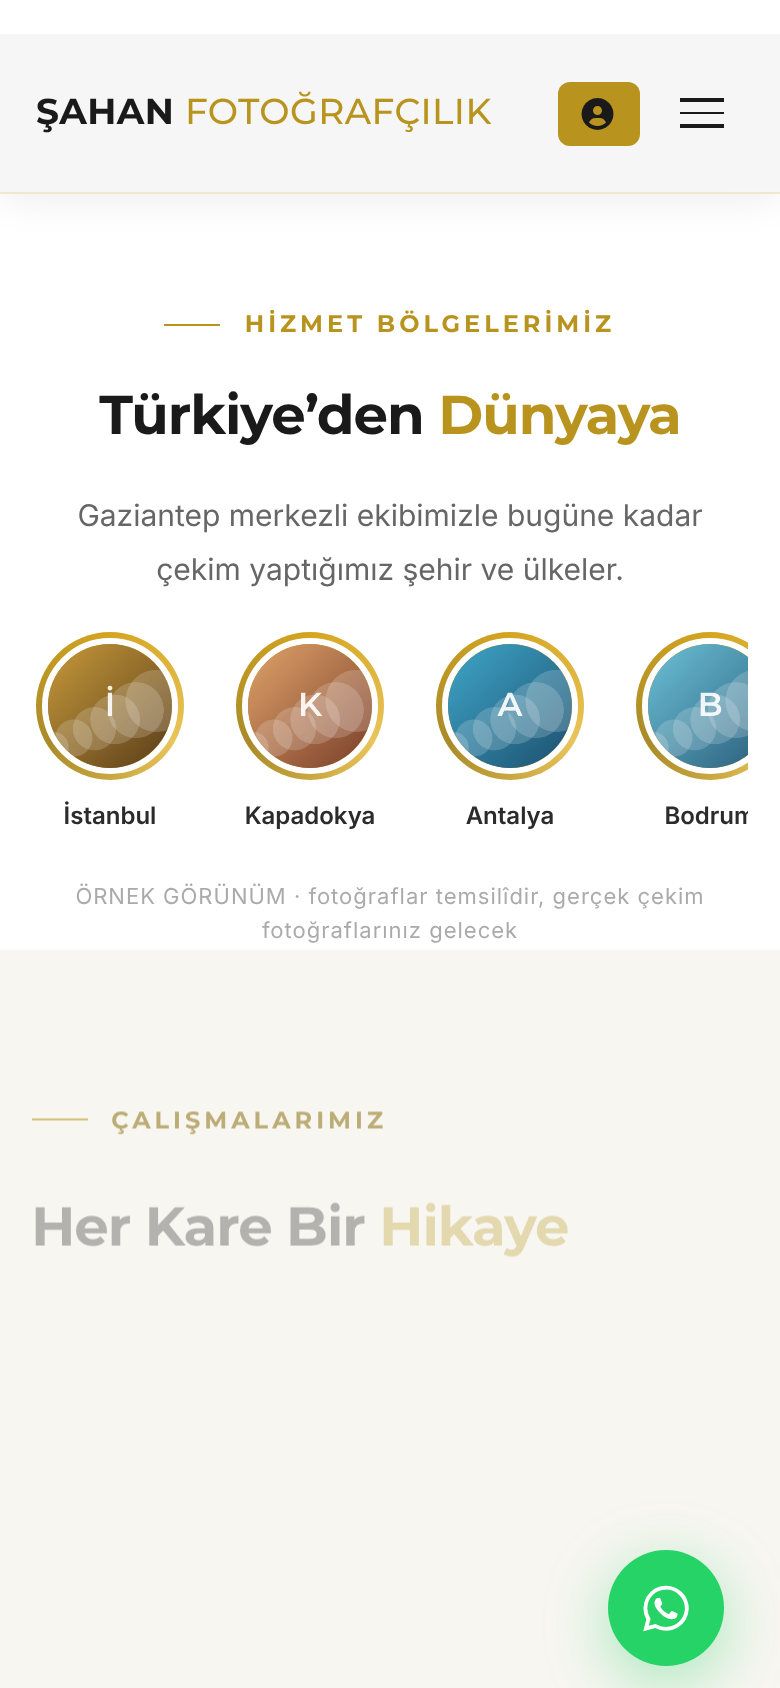 ŞAHAN FOTOĞRAFÇILIK
HİZMET BÖLGELERİMİZ
Türkiye’den Dünyaya
Gaziantep merkezli ekibimizle bugüne kadar
çekim yaptığımız şehir ve ülkeler.
İ K A B
İstanbul Kapadokya Antalya Bodrum
ÖRNEK GÖRÜNÜM · fotoğraflar temsilîdir, gerçek çekim
fotoğraflarınız gelecek
ÇALIŞMALARIMIZ
Her Kare Bir Hikaye